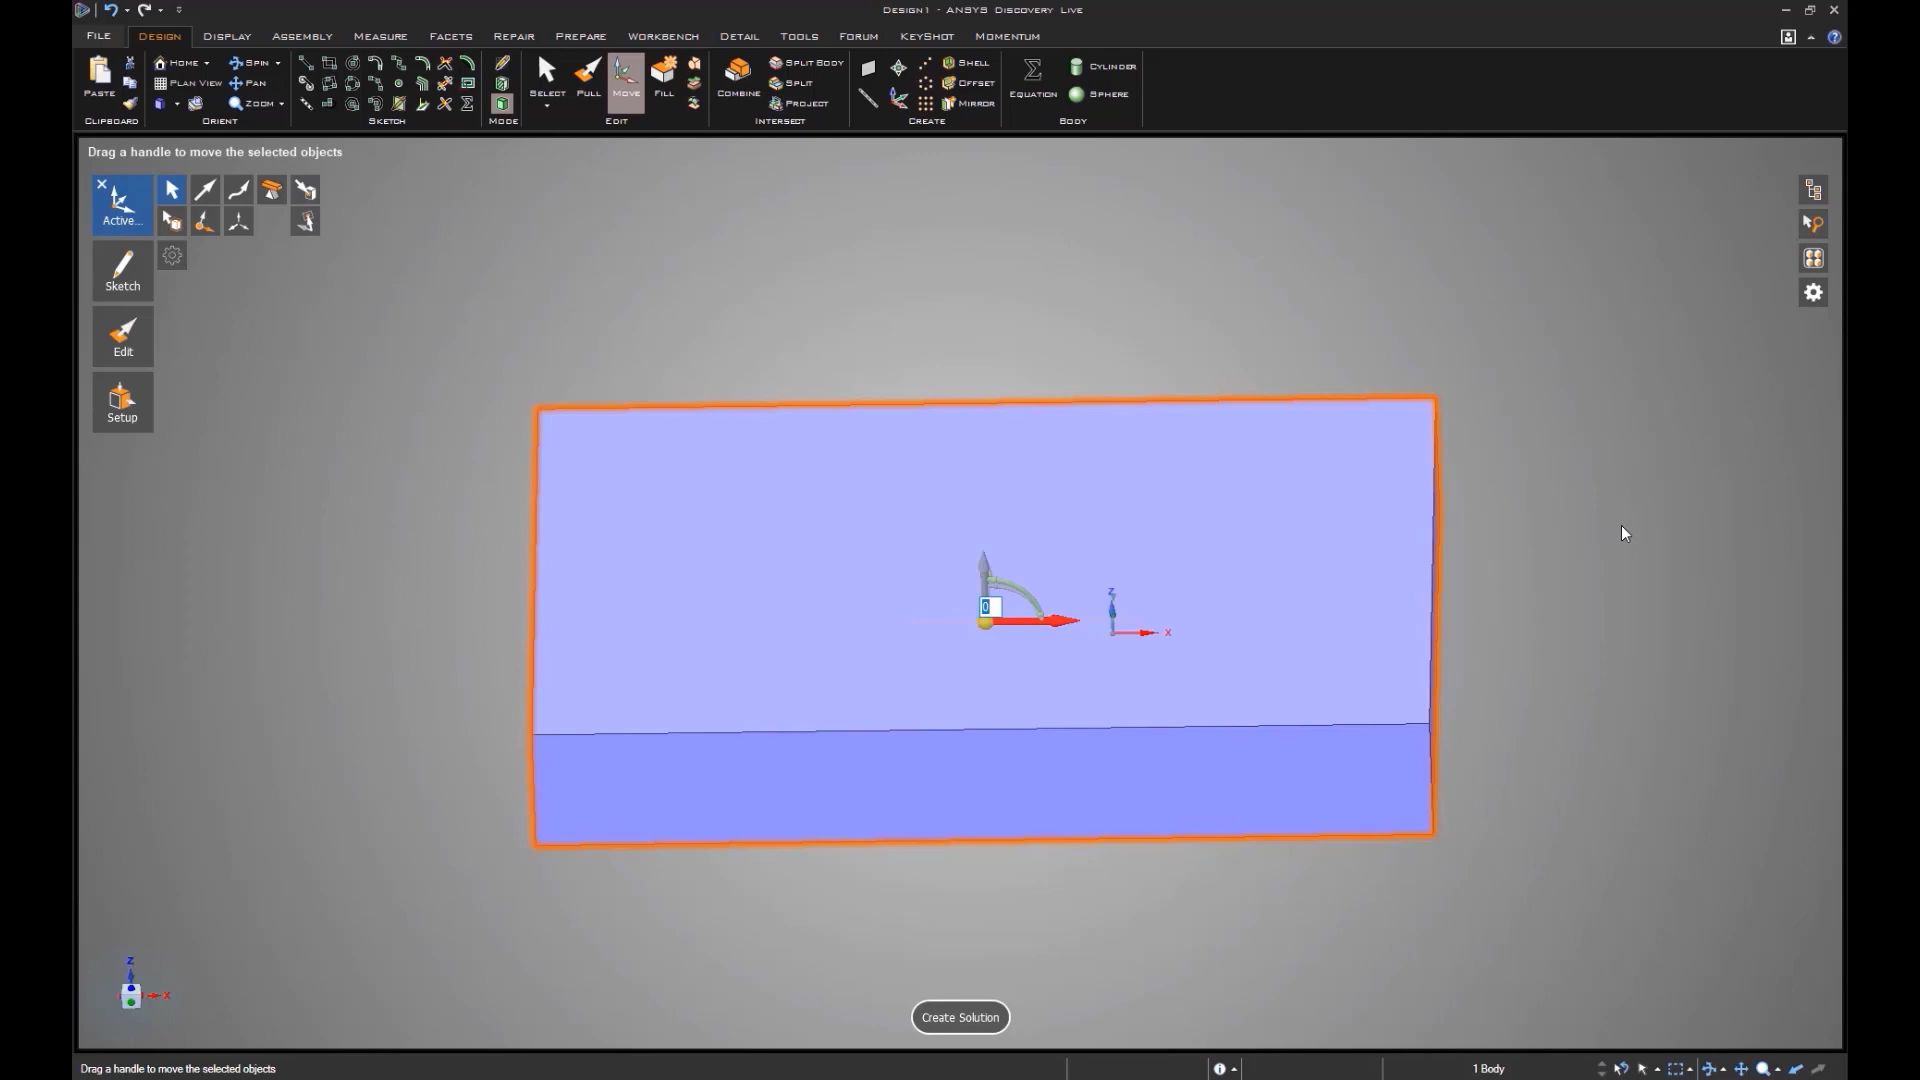 Design1 - ANSYS Discovery Live
FILE DESIGN DISPLAY ASSEMBLY MEASURE FACETS REPAIR PREPARE WORKBENCH DETAIL TOOLS FORUM KEYSHOT MOMENTUM
HOME SPIN SPLIT BODY SHELL CYLINDER
PLAN VIEW PAN SPLIT OFFSET
PASTE SELECT PULL MOVE FILL COMBINE EQUATION SPHERE
ZOOM PROJECT MIRROR
CLIPBOARD ORIENT SKETCH MODE EDIT INTERSECT CREATE BODY
Drag a handle to move the selected objects
Active...
Sketch
Edit
Setup
Z
0
X
Z
X
Create Solution
Drag a handle to move the selected objects 1 Body